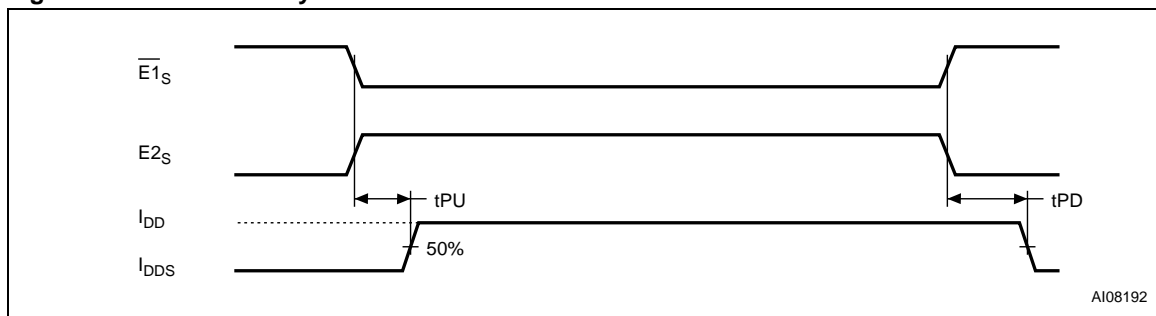 E1S
E2S
tPU
tPD
IDD
50%
IDDS
AI08192